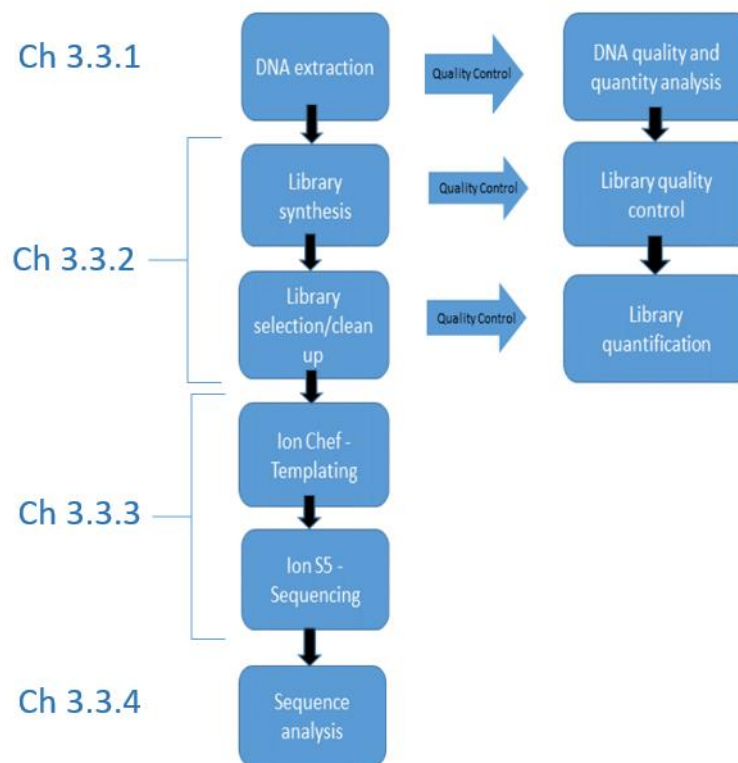 Ch 3.3.1
DNA extraction
Quality Control
DNA quality and
quantity analysis
Ch 3.3.2
Library
synthesis
Quality Control
Library quality
control
Library
selection/clean
up
Quality Control
Library
quantification
Ch 3.3.3
Ion Chef -
Templating
Ion S5 -
Sequencing
Ch 3.3.4
Sequence
analysis